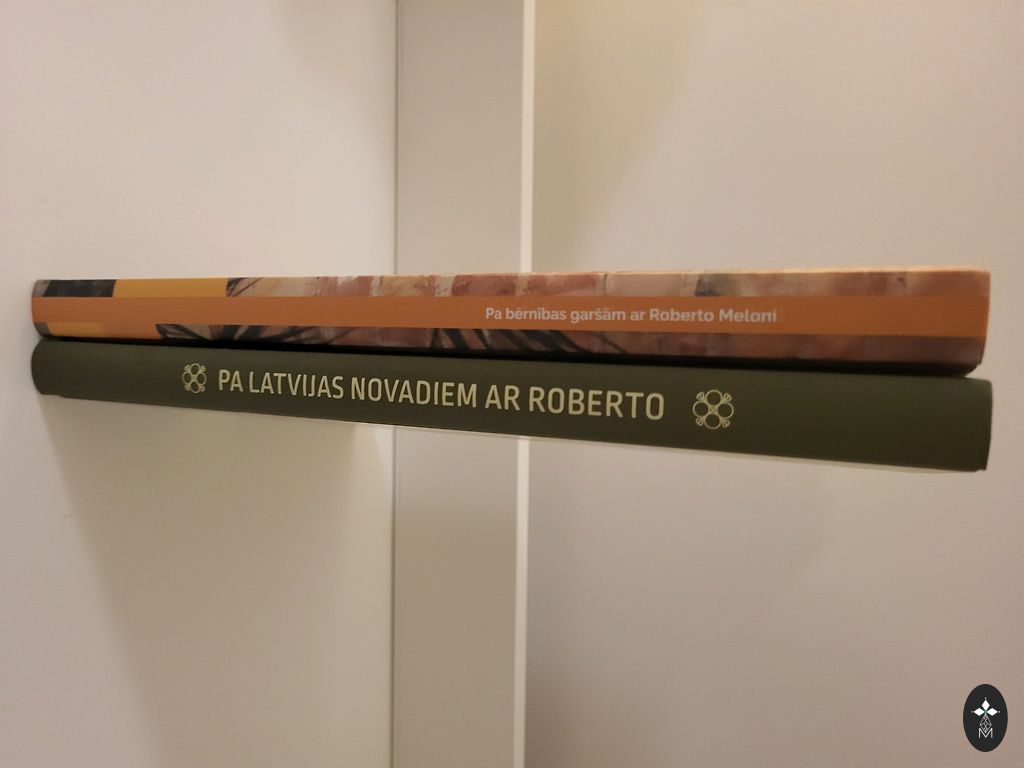 Pa bērnības garšām ar Roberto Meloni
PA LATVIJAS NOVADIEM AR ROBERTO
M